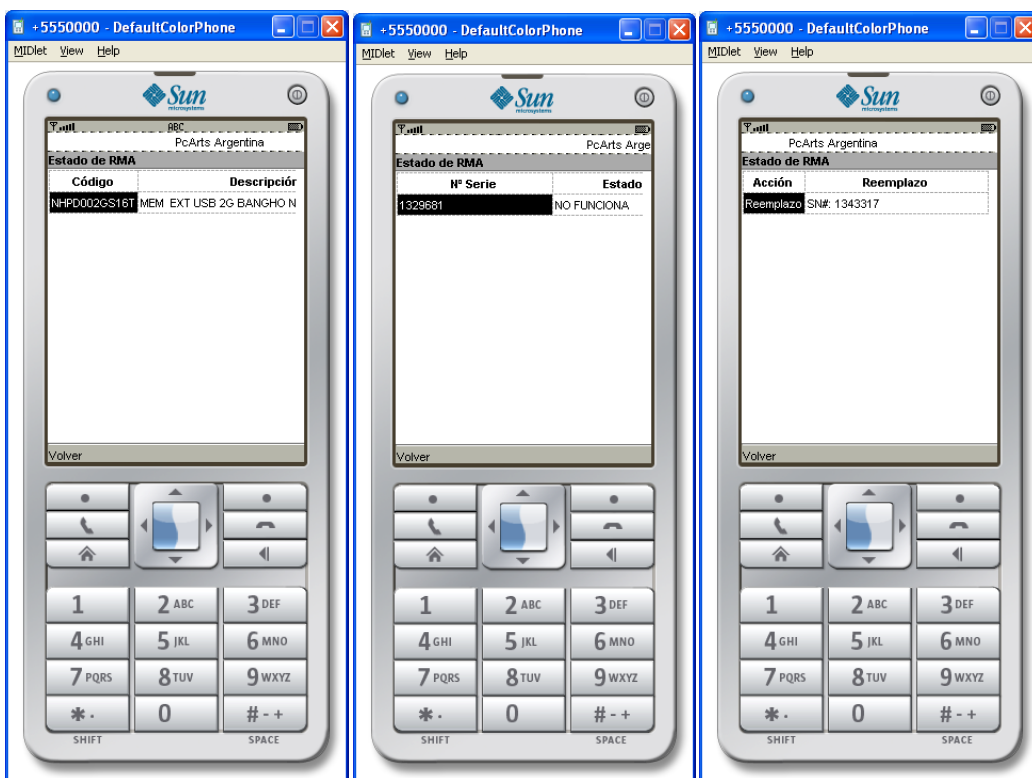 +5550000 - DefaultColorPhone
MIDlet View Help
Sun
microsystems
ABC
PcArts Argentina
Estado de RMA
Código Descripciór
NHPD002GS16T MEM EXT USB 2G BANGHO N
Volver
1
2 ABC
3 DEF
4 GHI
5 JKL
6 MNO
7 PQRS
8 TUV
9 WXYZ
* .
0
# - +
SHIFT
SPACE
+5550000 - DefaultColorPhone
MIDlet View Help
Sun
microsystems
PcArts Arge
Estado de RMA
Nº Serie Estado
1329681 NO FUNCIONA
Volver
1
2 ABC
3 DEF
4 GHI
5 JKL
6 MNO
7 PQRS
8 TUV
9 WXYZ
* .
0
# - +
SHIFT
SPACE
+5550000 - DefaultColorPhone
MIDlet View Help
Sun
microsystems
PcArts Argentina
Estado de RMA
Acción Reemplazo
Reemplazo SN#: 1343317
Volver
1
2 ABC
3 DEF
4 GHI
5 JKL
6 MNO
7 PQRS
8 TUV
9 WXYZ
* .
0
# - +
SHIFT
SPACE